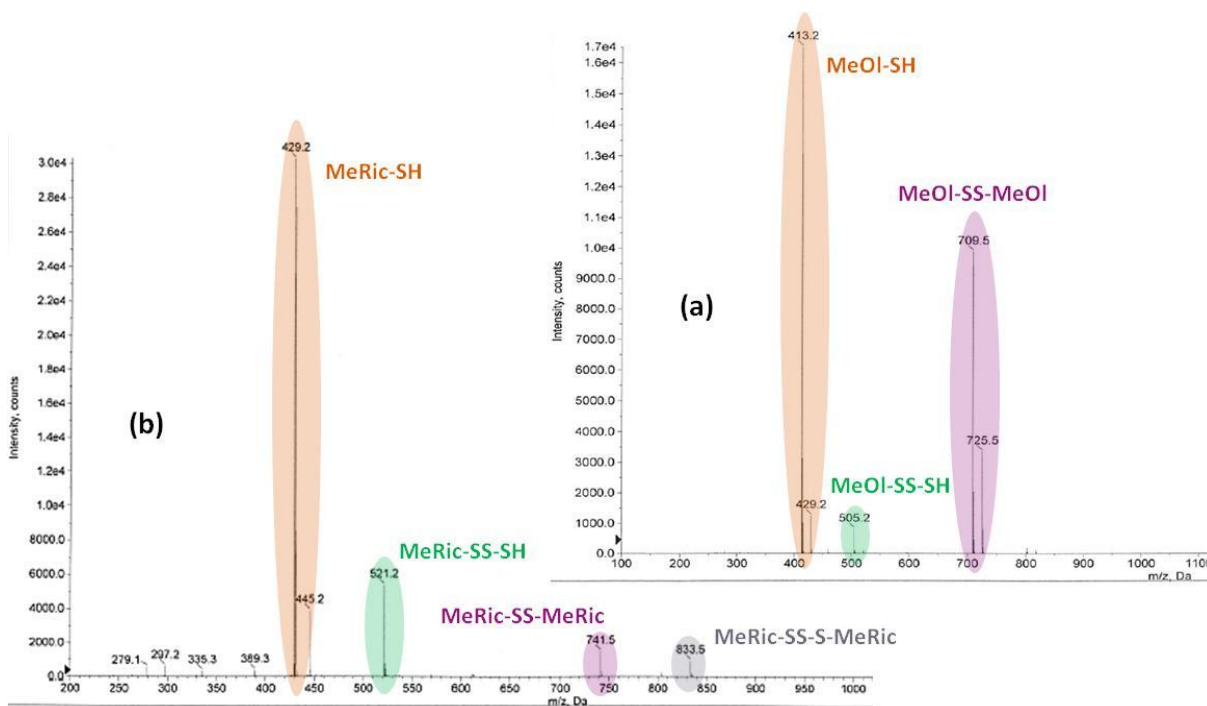 (a)
413.2
MeOl-SH
1.7e4
1.6e4
1.5e4
1.4e4
1.3e4
1.2e4
1.1e4
1.0e4
9000.0
8000.0
7000.0
6000.0
5000.0
4000.0
3000.0
2000.0
1000.0
0.0
Intensity, counts
MeOl-SS-MeOl
709.5
725.5
MeOl-SS-SH
429.2
505.2
100 200 300 400 500 600 700 800 900 1000 110
m/z, Da
(b)
429.2
MeRic-SH
3.0e4
2.8e4
2.6e4
2.4e4
2.2e4
2.0e4
1.8e4
1.6e4
1.4e4
1.2e4
1.0e4
8000.0
6000.0
4000.0
2000.0
0.0
Intensity, counts
MeRic-SS-SH
521.2
445.2
MeRic-SS-MeRic
741.5
MeRic-SS-S-MeRic
833.5
279.1 297.2 335.3 389.3
200 250 300 350 400 450 500 550 600 650 700 750 800 850 900 950 1000
m/z, Da